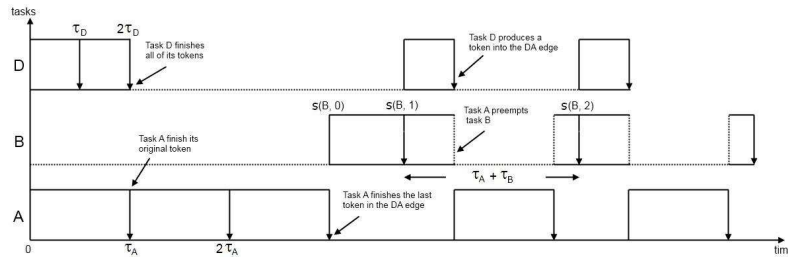 tasks
τD
2τD
Task D finishes
all of its tokens
Task D produces a
token into the DA edge
D
s(B, 0)
s(B, 1)
Task A preempts
task B
s(B, 2)
Task A finish its
original token
B
τA + τB
Task A finishes the last
token in the DA edge
A
0
τA
2τA
tim